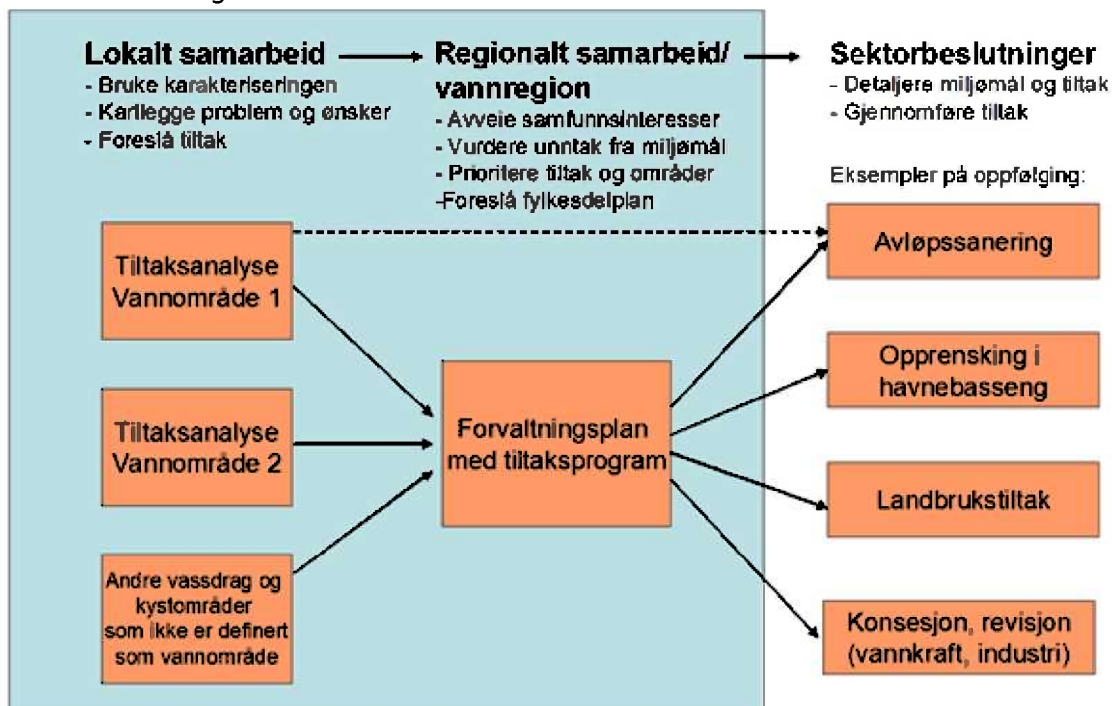 Lokalt samarbeid
- Bruke karakteriseringen
- Kartlegge problem og ønsker
- Foreslå tiltak
Regionalt samarbeid/
vannregion
- Avveie samfunnsinteresser
- Vurdere unntak fra miljømål
- Prioritere tiltak og områder
-Foreslå fylkesdelplan
Sektorbeslutninger
- Detaljere miljømål og tiltak
- Gjennomføre tiltak
Eksempler på oppfølging:
Tiltaksanalyse
Vannområde 1
Tiltaksanalyse
Vannområde 2
Andre vassdrag og
kystområder
som ikke er definert
som vannområde
Forvaltningsplan
med tiltaksprogram
Avløpssanering
Opprensking i
havnebasseng
Landbrukstiltak
Konsesjon, revisjon
(vannkraft, industri)